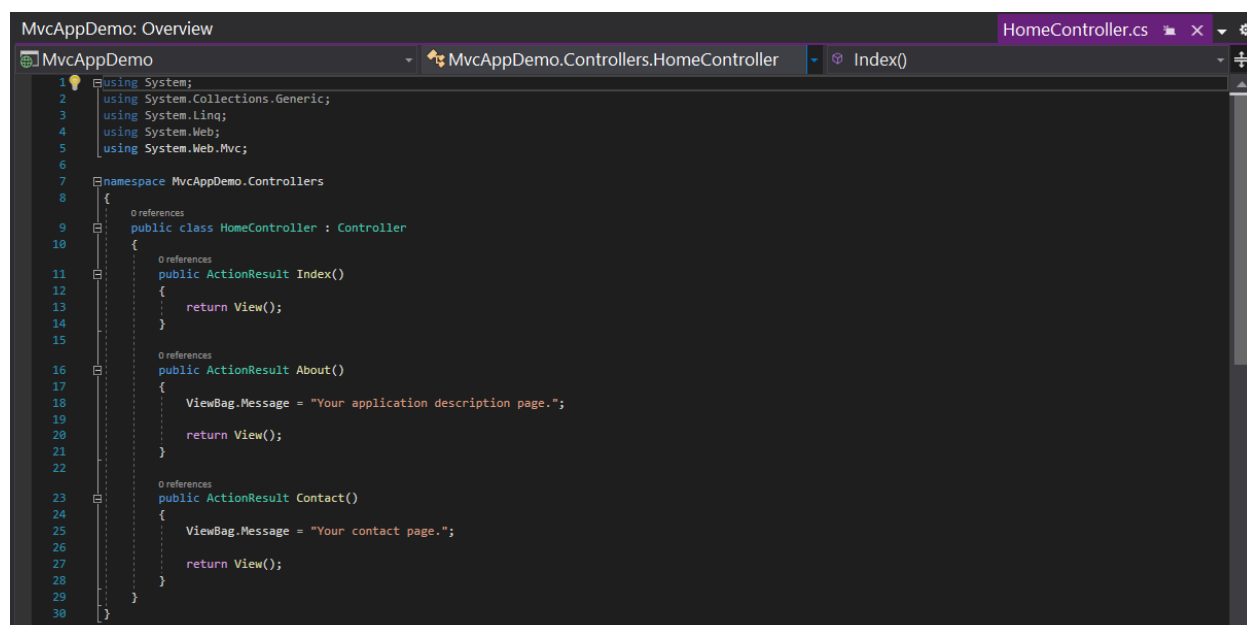 MvcAppDemo: Overview
HomeController.cs
MvcAppDemo
MvcAppDemo.Controllers.HomeController
Index()
1 using System;
2 using System.Collections.Generic;
3 using System.Linq;
4 using System.Web;
5 using System.Web.Mvc;
6
7 namespace MvcAppDemo.Controllers
8 {
0 references
9 public class HomeController : Controller
10 {
0 references
11 public ActionResult Index()
12 {
13 return View();
14 }
15
0 references
16 public ActionResult About()
17 {
18 ViewBag.Message = "Your application description page.";
19
20 return View();
21 }
22
0 references
23 public ActionResult Contact()
24 {
25 ViewBag.Message = "Your contact page.";
26
27 return View();
28 }
29 }
30 }